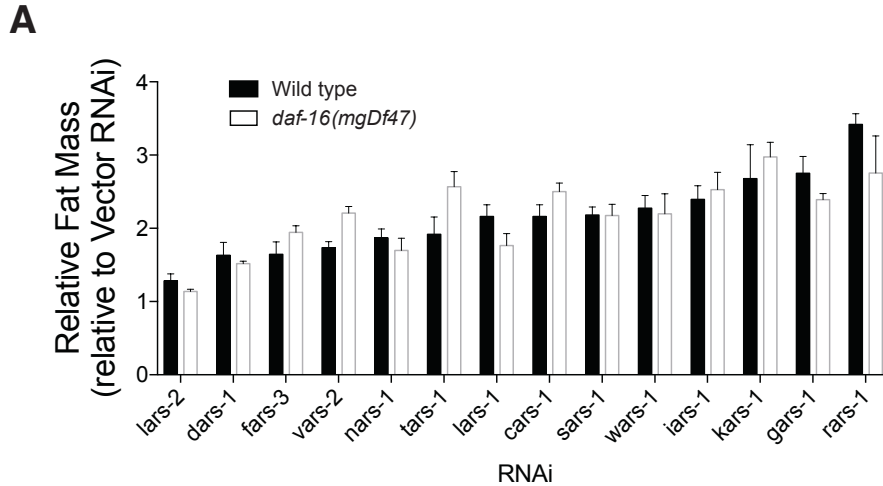 A
Relative Fat Mass
(relative to Vector RNAi)
4
3
2
1
0
Wild type
daf-16(mgDf47)
lars-2
dars-1
fars-3
vars-2
nars-1
tars-1
lars-1
cars-1
sars-1
wars-1
iars-1
kars-1
gars-1
rars-1
RNAi